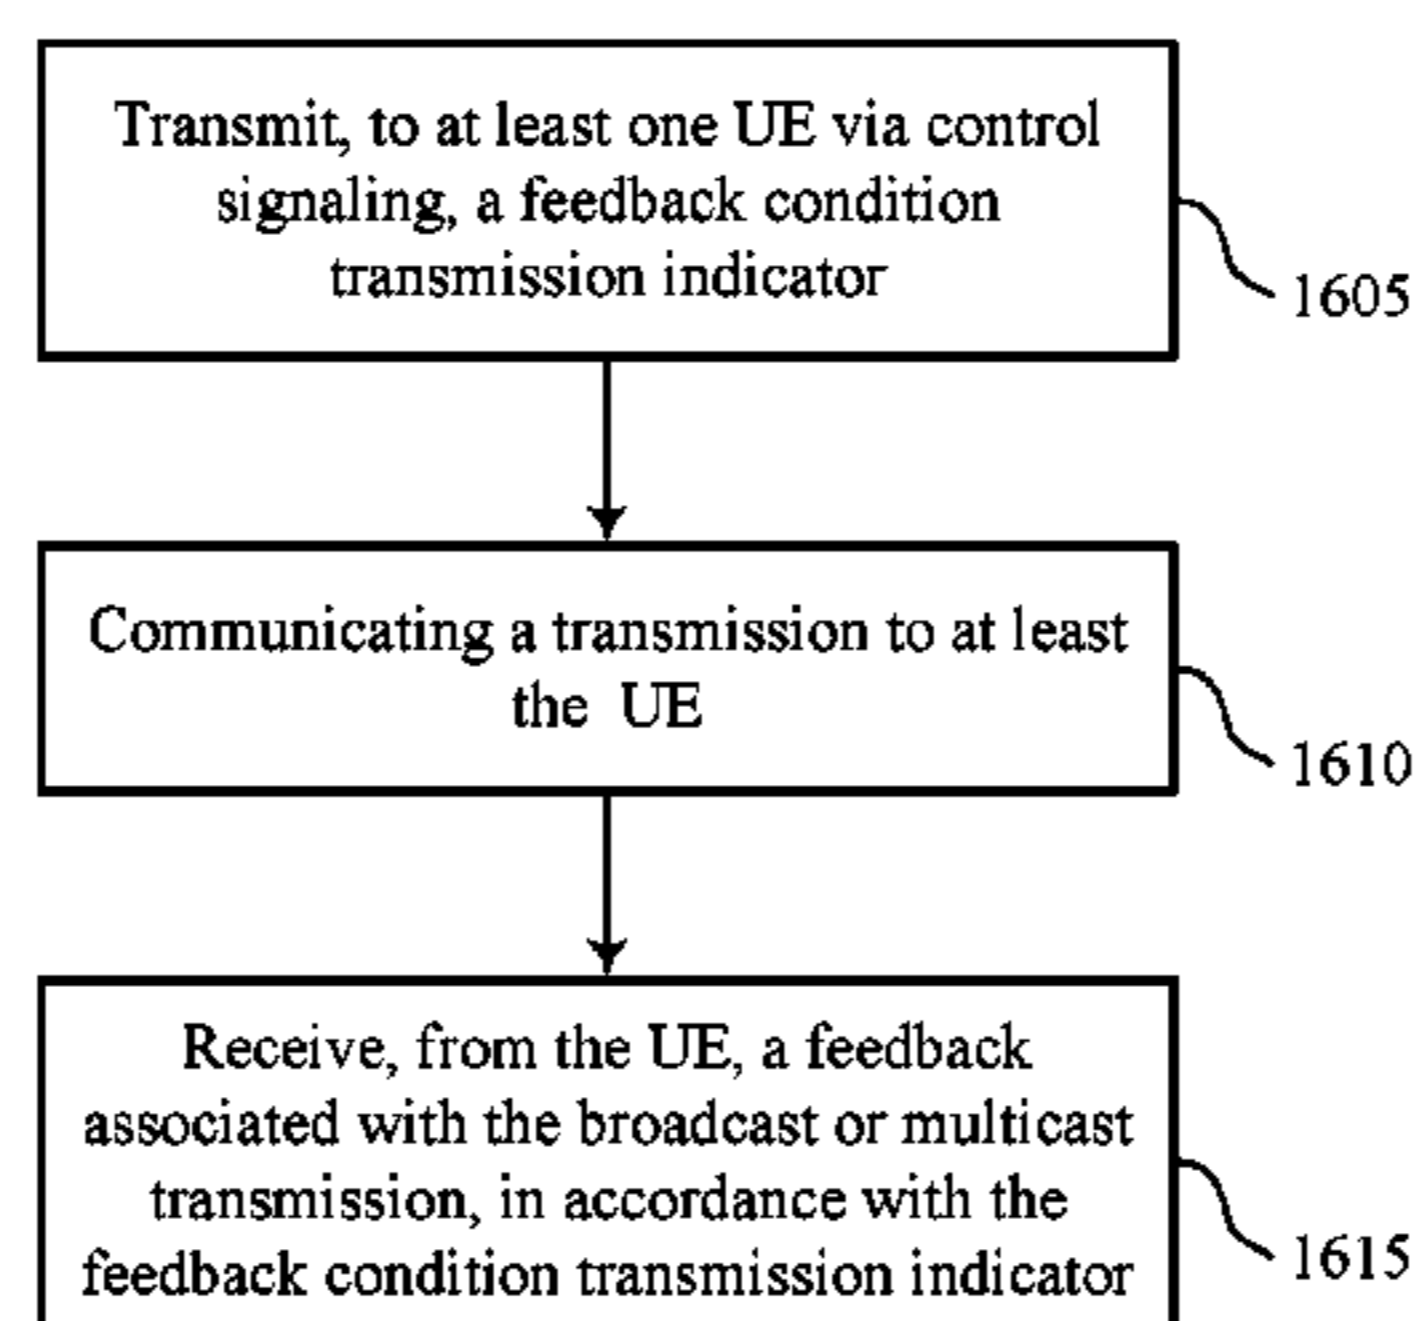 Transmit, to at least one UE via control
signaling, a feedback condition
transmission indicator
1605
Communicating a transmission to at least
the UE
1610
Receive, from the UE, a feedback
associated with the broadcast or multicast
transmission, in accordance with the
feedback condition transmission indicator
1615